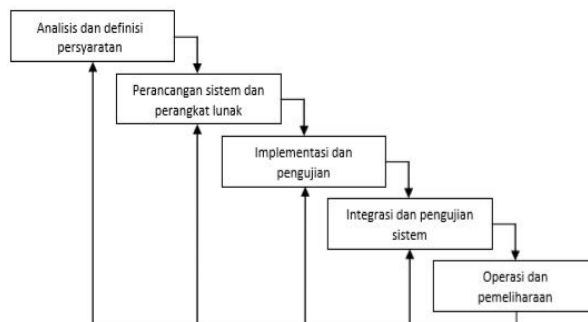 Analisis dan definisi
persyaratan
Perancangan sistem dan
perangkat lunak
Implementasi dan
pengujian
Integrasi dan pengujian
sistem
Operasi dan
pemeliharaan